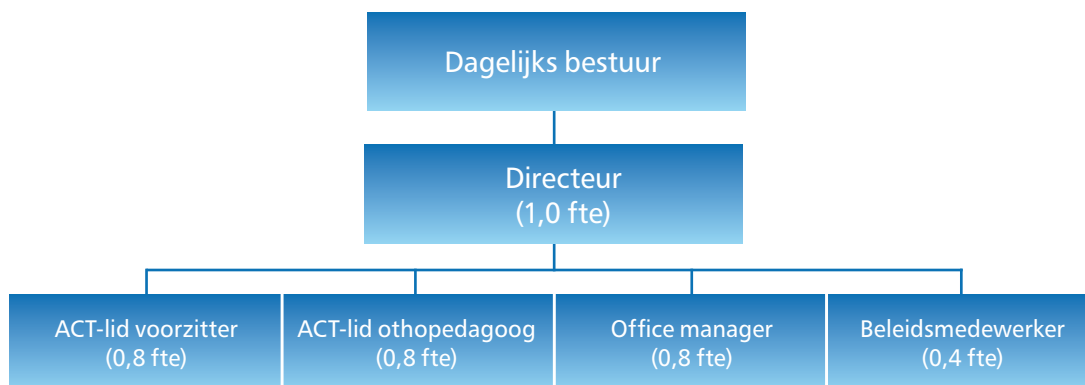 Dagelijks bestuur
Directeur
(1,0 fte)
ACT-lid voorzitter
(0,8 fte)
ACT-lid othopedagoog
(0,8 fte)
Office manager
(0,8 fte)
Beleidsmedewerker
(0,4 fte)